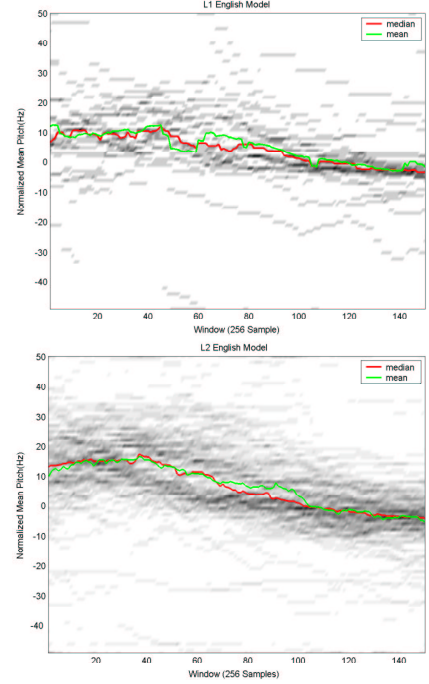 L1 English Model
50
40
30
20
10
0
-10
-20
-30
-40
Normalized Mean Pitch(Hz)
median
mean
20 40 60 80 100 120 140
Window (256 Sample)
L2 English Model
50
40
30
20
10
0
-10
-20
-30
-40
Normalized Mean Pitch(Hz)
median
mean
20 40 60 80 100 120 140
Window (256 Samples)